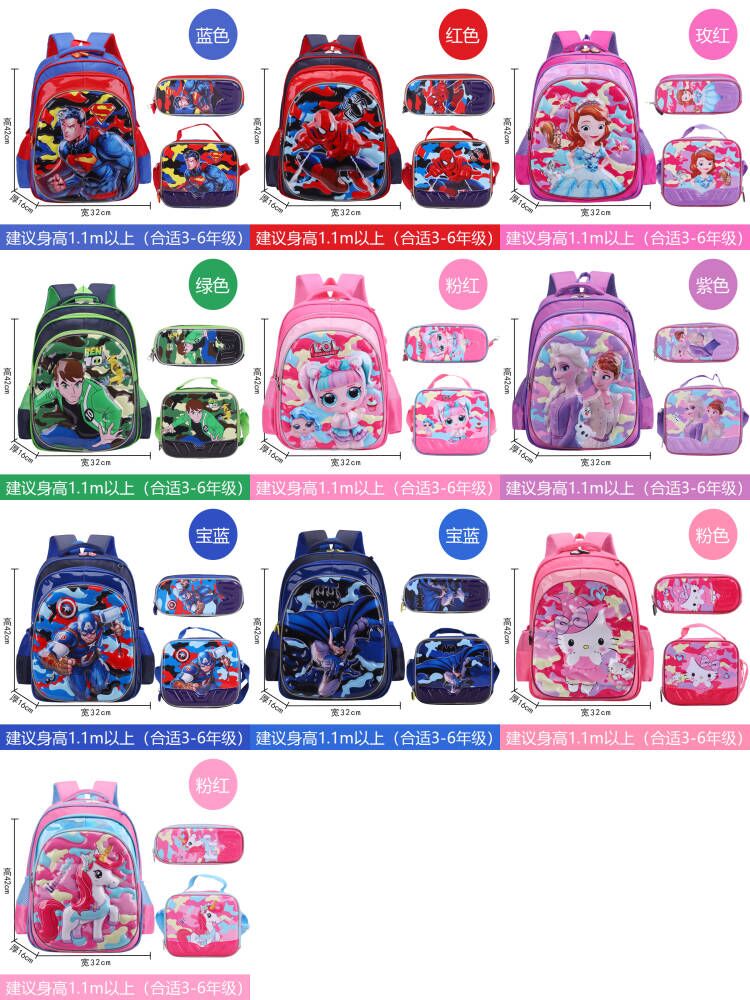 蓝色
高42cm
厚16cm
宽32cm
建议身高1.1m以上（合适3-6年级）
红色
高42cm
厚16cm
宽32cm
建议身高1.1m以上（合适3-6年级）
玫红
高42cm
厚16cm
宽32cm
建议身高1.1m以上（合适3-6年级）
绿色
BEN
10
高42cm
厚16cm
宽32cm
建议身高1.1m以上（合适3-6年级）
粉红
LOL
高42cm
厚16cm
宽32cm
建议身高1.1m以上（合适3-6年级）
紫色
高42cm
厚16cm
宽32cm
建议身高1.1m以上（合适3-6年级）
宝蓝
高42cm
厚16cm
宽32cm
建议身高1.1m以上（合适3-6年级）
宝蓝
高42cm
厚16cm
宽32cm
建议身高1.1m以上（合适3-6年级）
粉色
高42cm
厚16cm
宽32cm
建议身高1.1m以上（合适3-6年级）
粉红
高42cm
厚16cm
宽32cm
建议身高1.1m以上（合适3-6年级）